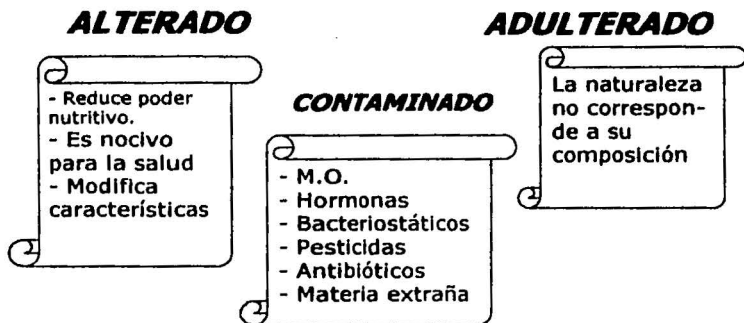 ALTERADO
- Reduce poder
nutritivo.
- Es nocivo
para la salud
- Modifica
características
CONTAMINADO
- M.O.
- Hormonas
- Bacteriostáticos
- Pesticidas
- Antibióticos
- Materia extraña
ADULTERADO
La naturaleza
no correspon-
de a su
composición